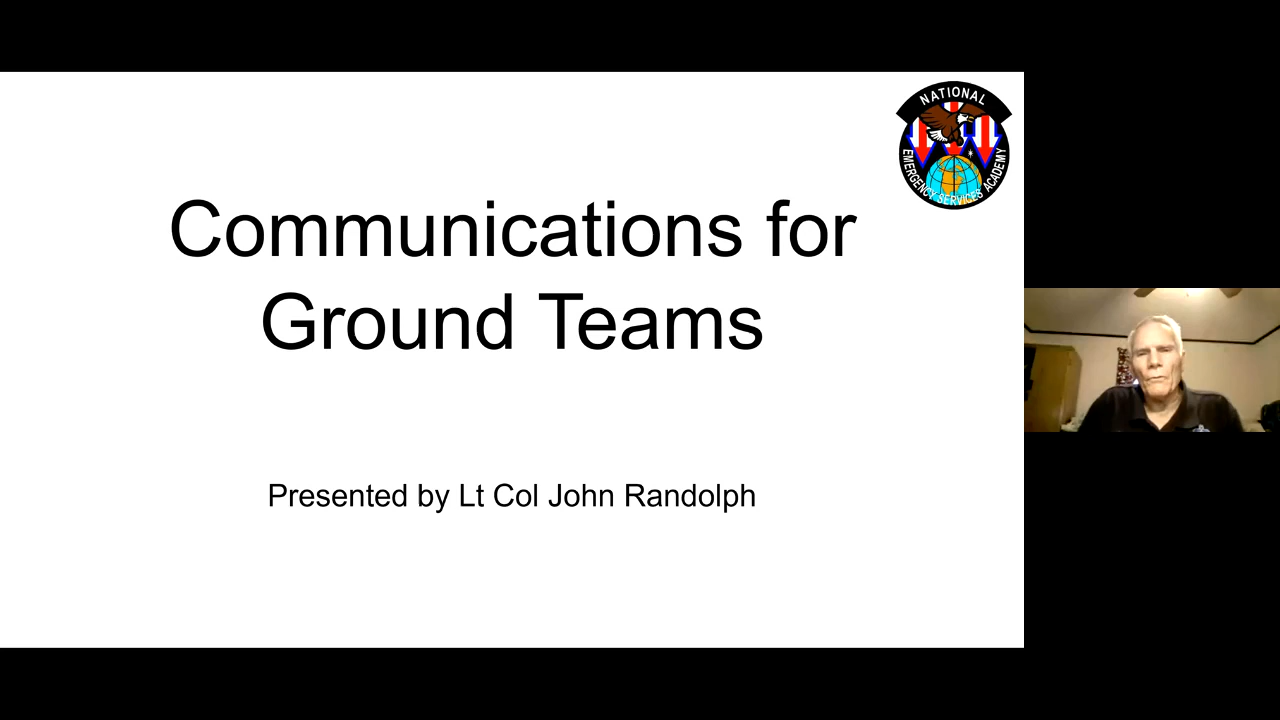 NATIONAL
EMERGENCY SERVICES ACADEMY
Communications for
Ground Teams
Presented by Lt Col John Randolph